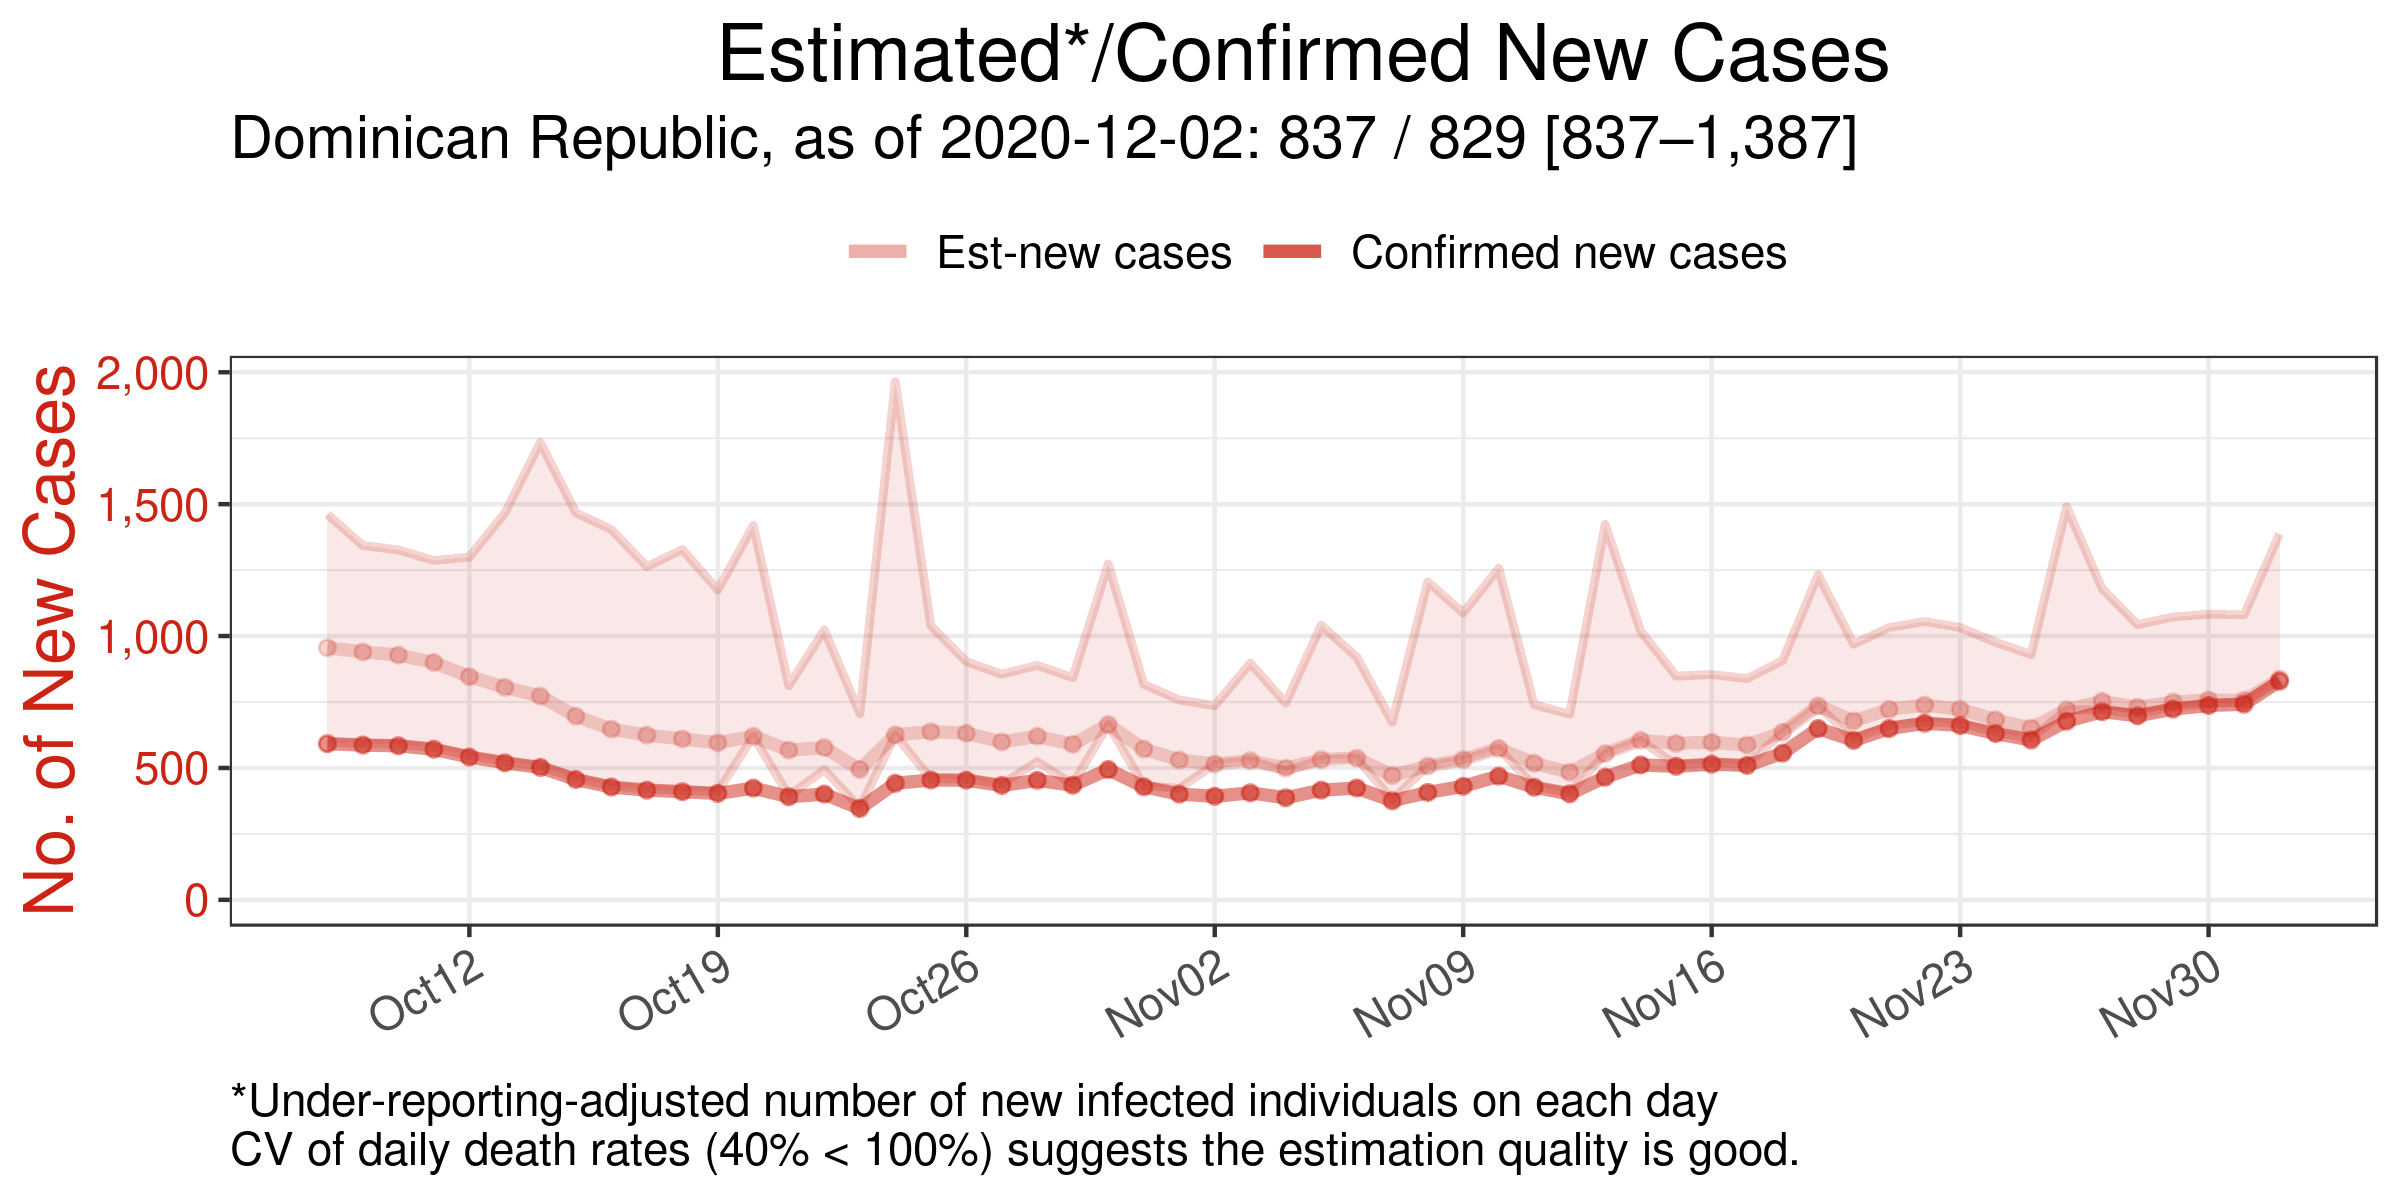 Estimated*/Confirmed New Cases
Dominican Republic, as of 2020-12-02: 837 / 829 [837–1,387]
Est-new cases Confirmed new cases
No. of New Cases
2,000
1,500
1,000
500
0
Oct12 Oct19 Oct26 Nov02 Nov09 Nov16 Nov23 Nov30
*Under-reporting-adjusted number of new infected individuals on each day
CV of daily death rates (40% < 100%) suggests the estimation quality is good.